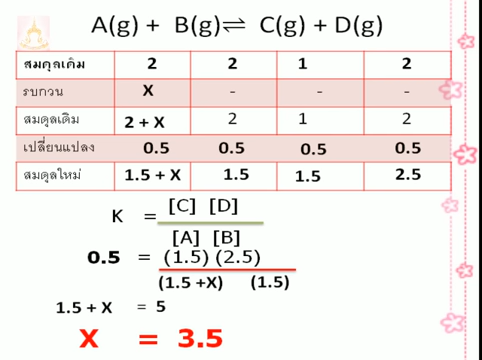 A(g) + B(g)⇌ C(g) + D(g)
สมดุลเดิม 2 2 1 2
รบกวน X - - -
สมดุลเดิม 2 + X 2 1 2
เปลี่ยนแปลง 0.5 0.5 0.5 0.5
สมดุลใหม่ 1.5 + X 1.5 1.5 2.5
K = [C] [D]
[A] [B]
0.5 = (1.5) (2.5)
(1.5 +X) (1.5)
1.5 + X = 5
X = 3.5